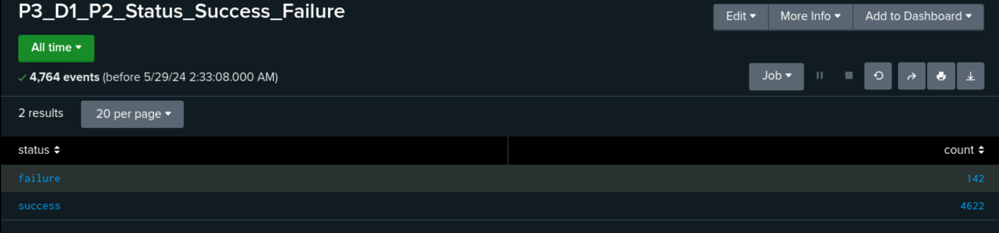 P3_D1_P2_Status_Success_Failure
Edit More Info Add to Dashboard
All time
4,764 events (before 5/29/24 2:33:08.000 AM)
Job
2 results 20 per page
status count
failure 142
success 4622